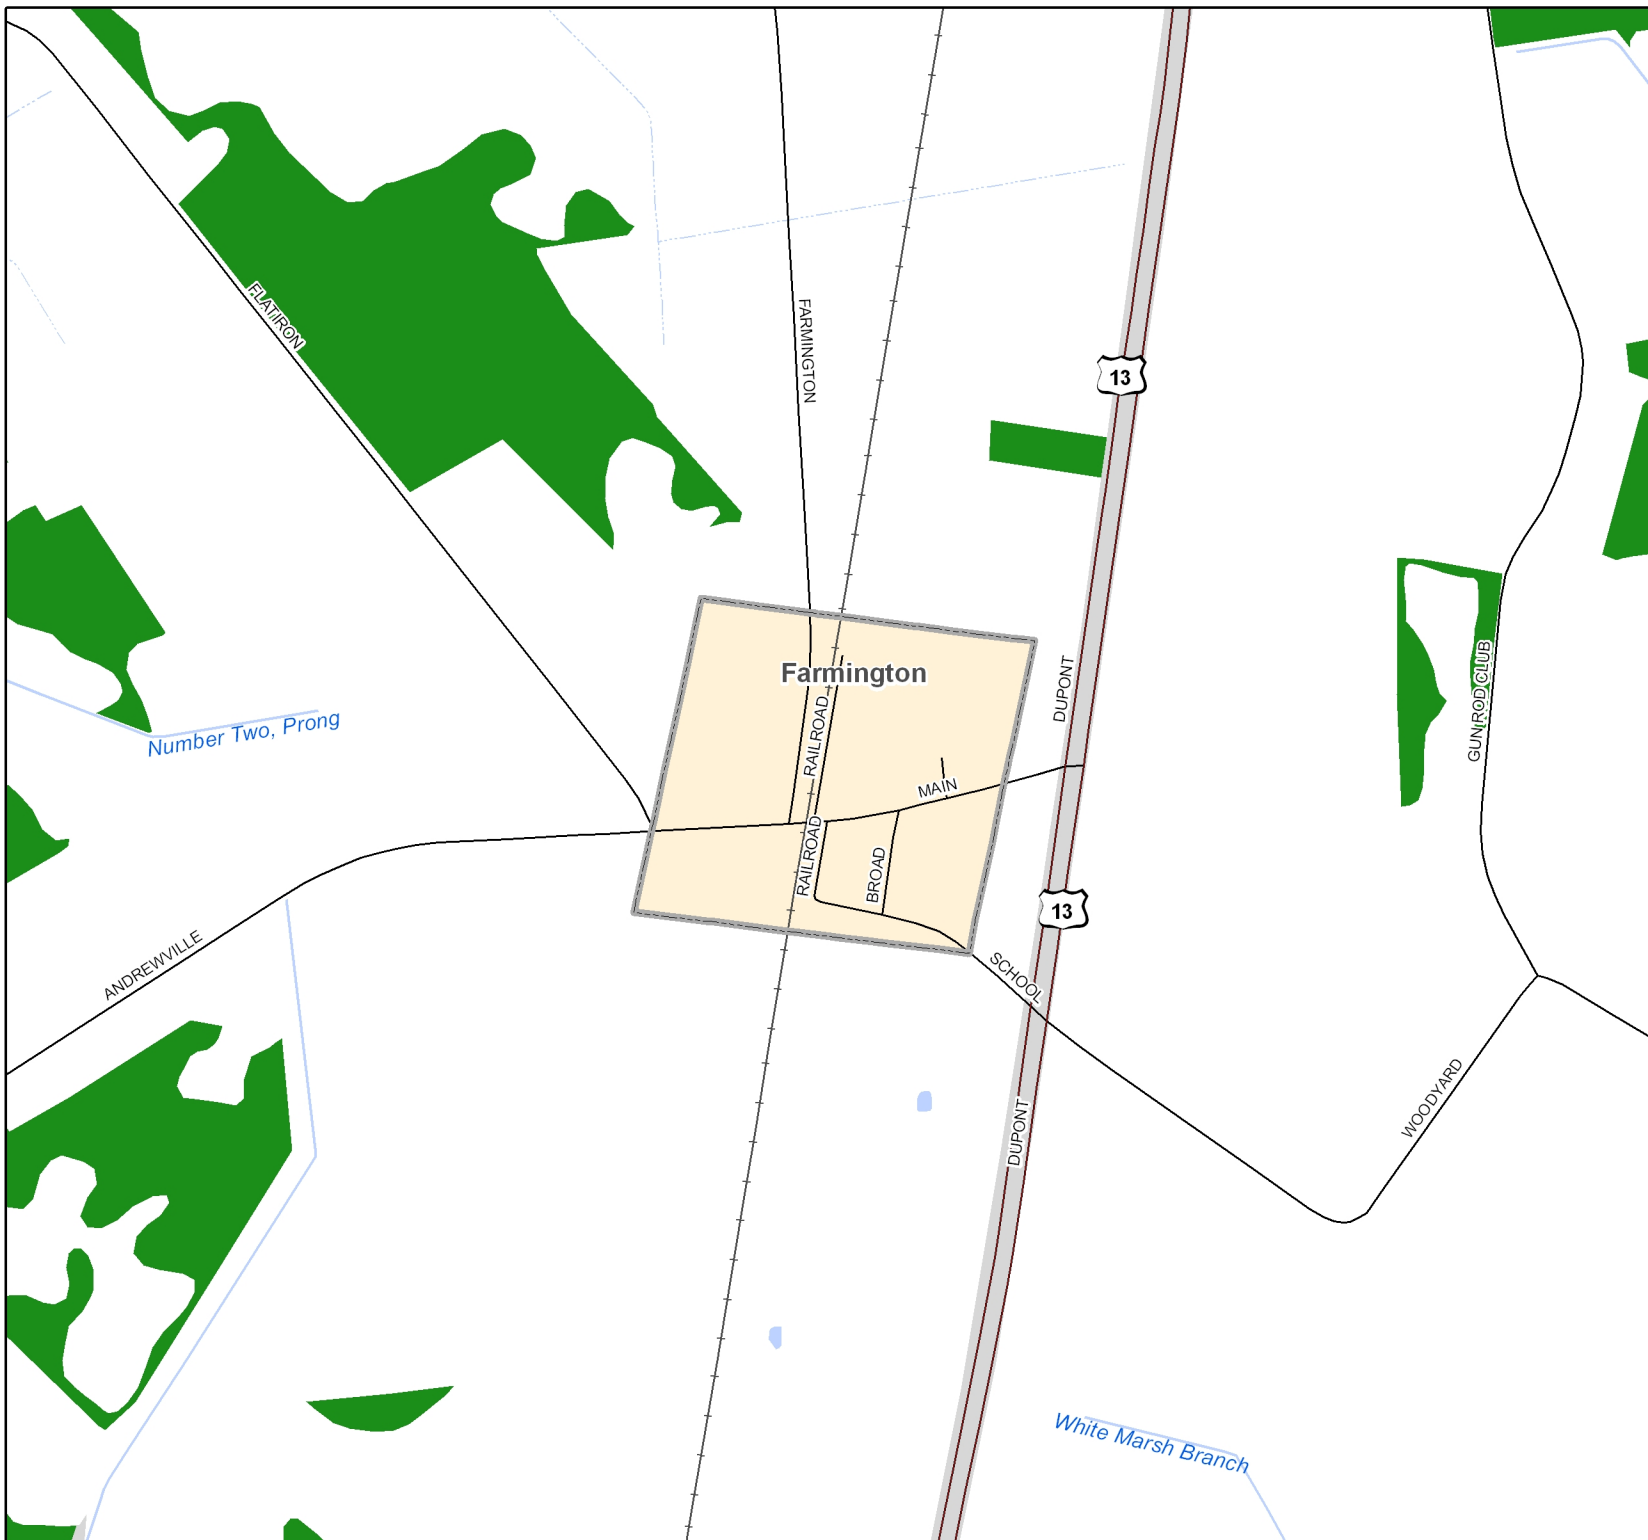 FLATIRON
FARMINGTON
13
Farmington
DUPONT
GUN ROD CLUB
RAILROAD
Number Two, Prong
MAIN
RAILROAD
BROAD
13
ANDREWVILLE
SCHOOL
WOODYARD
DUPONT
White Marsh Branch